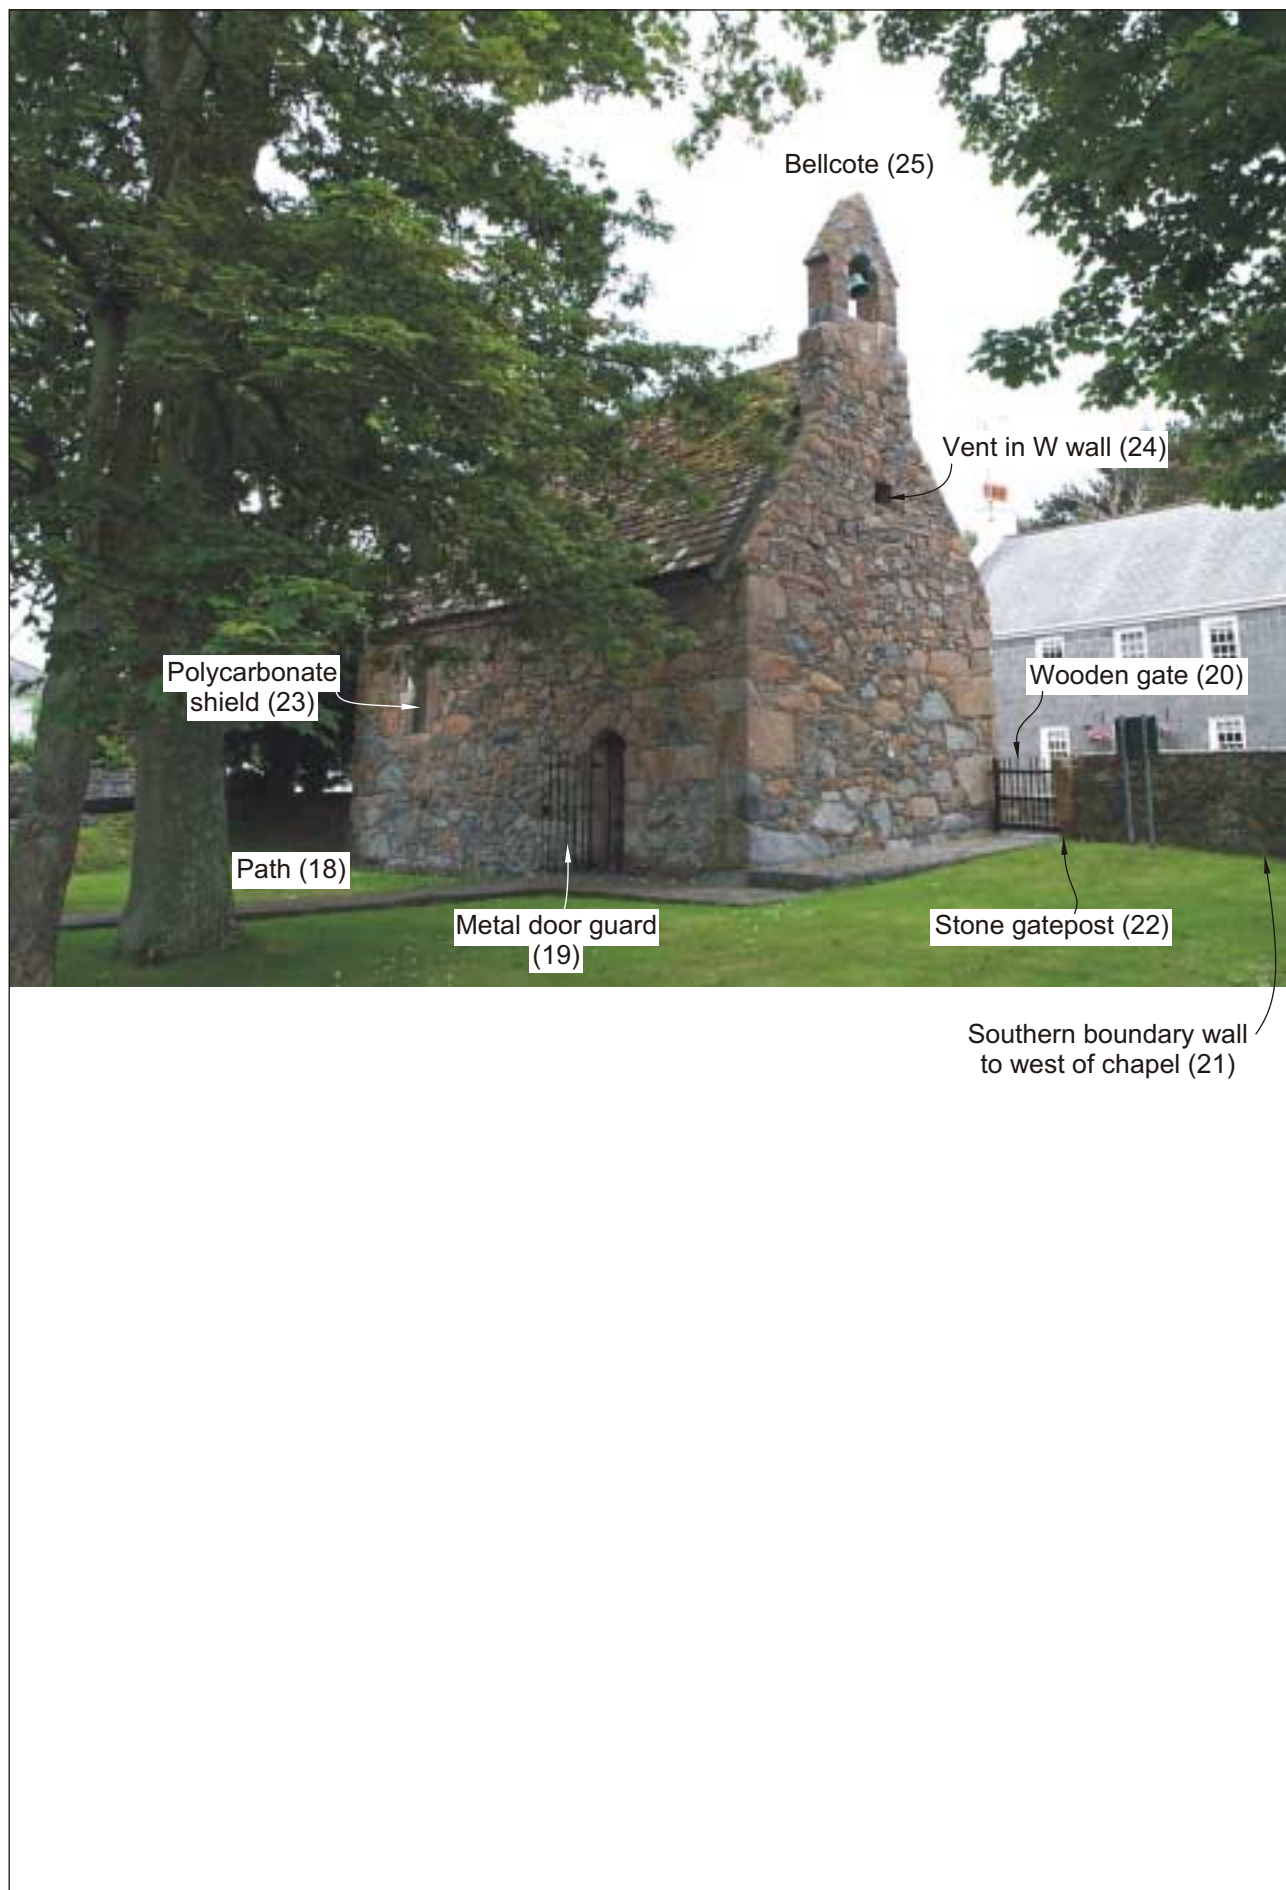 Bellcote (25)
Vent in W wall (24)
Polycarbonate
shield (23)
Wooden gate (20)
Path (18)
Metal door guard
(19)
Stone gatepost (22)
Southern boundary wall
to west of chapel (21)